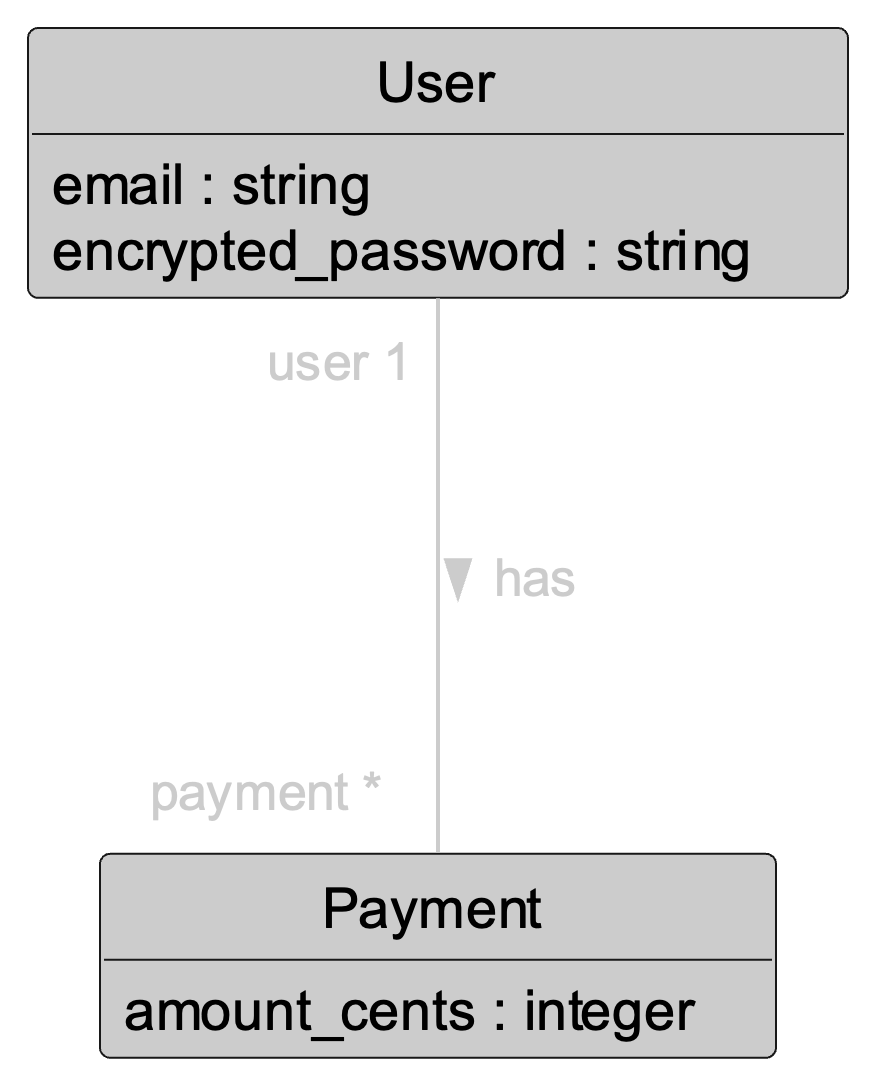 User
email : string
encrypted_password : string
user 1
has
payment *
Payment
amount_cents : integer